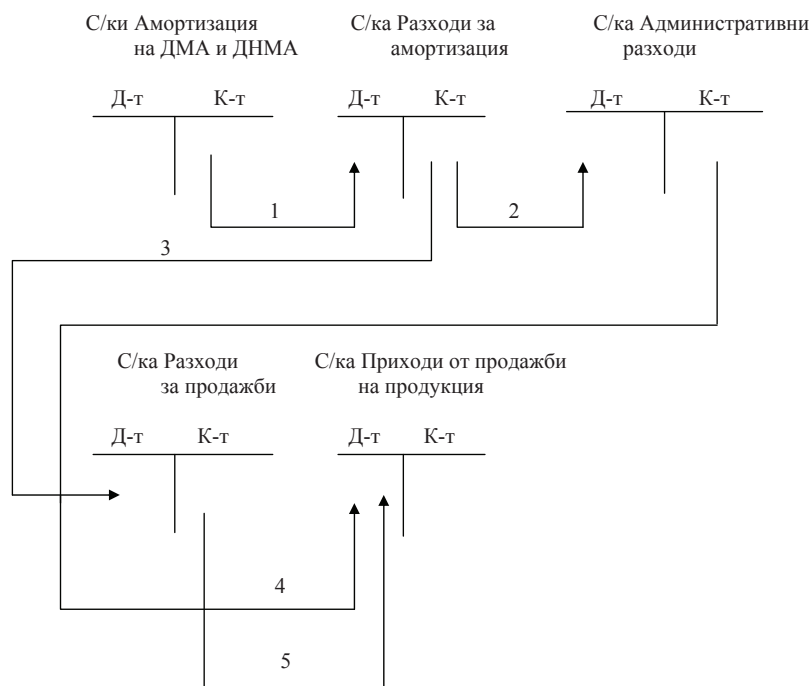 С/ки Амортизация
на ДМА и ДНМА
С/ка Разходи за
амортизация
С/ка Административни
разходи
Д-т К-т
Д-т К-т
Д-т К-т
1
2
3
С/ка Разходи
за продажби
С/ка Приходи от продажби
на продукция
Д-т К-т
Д-т К-т
4
5